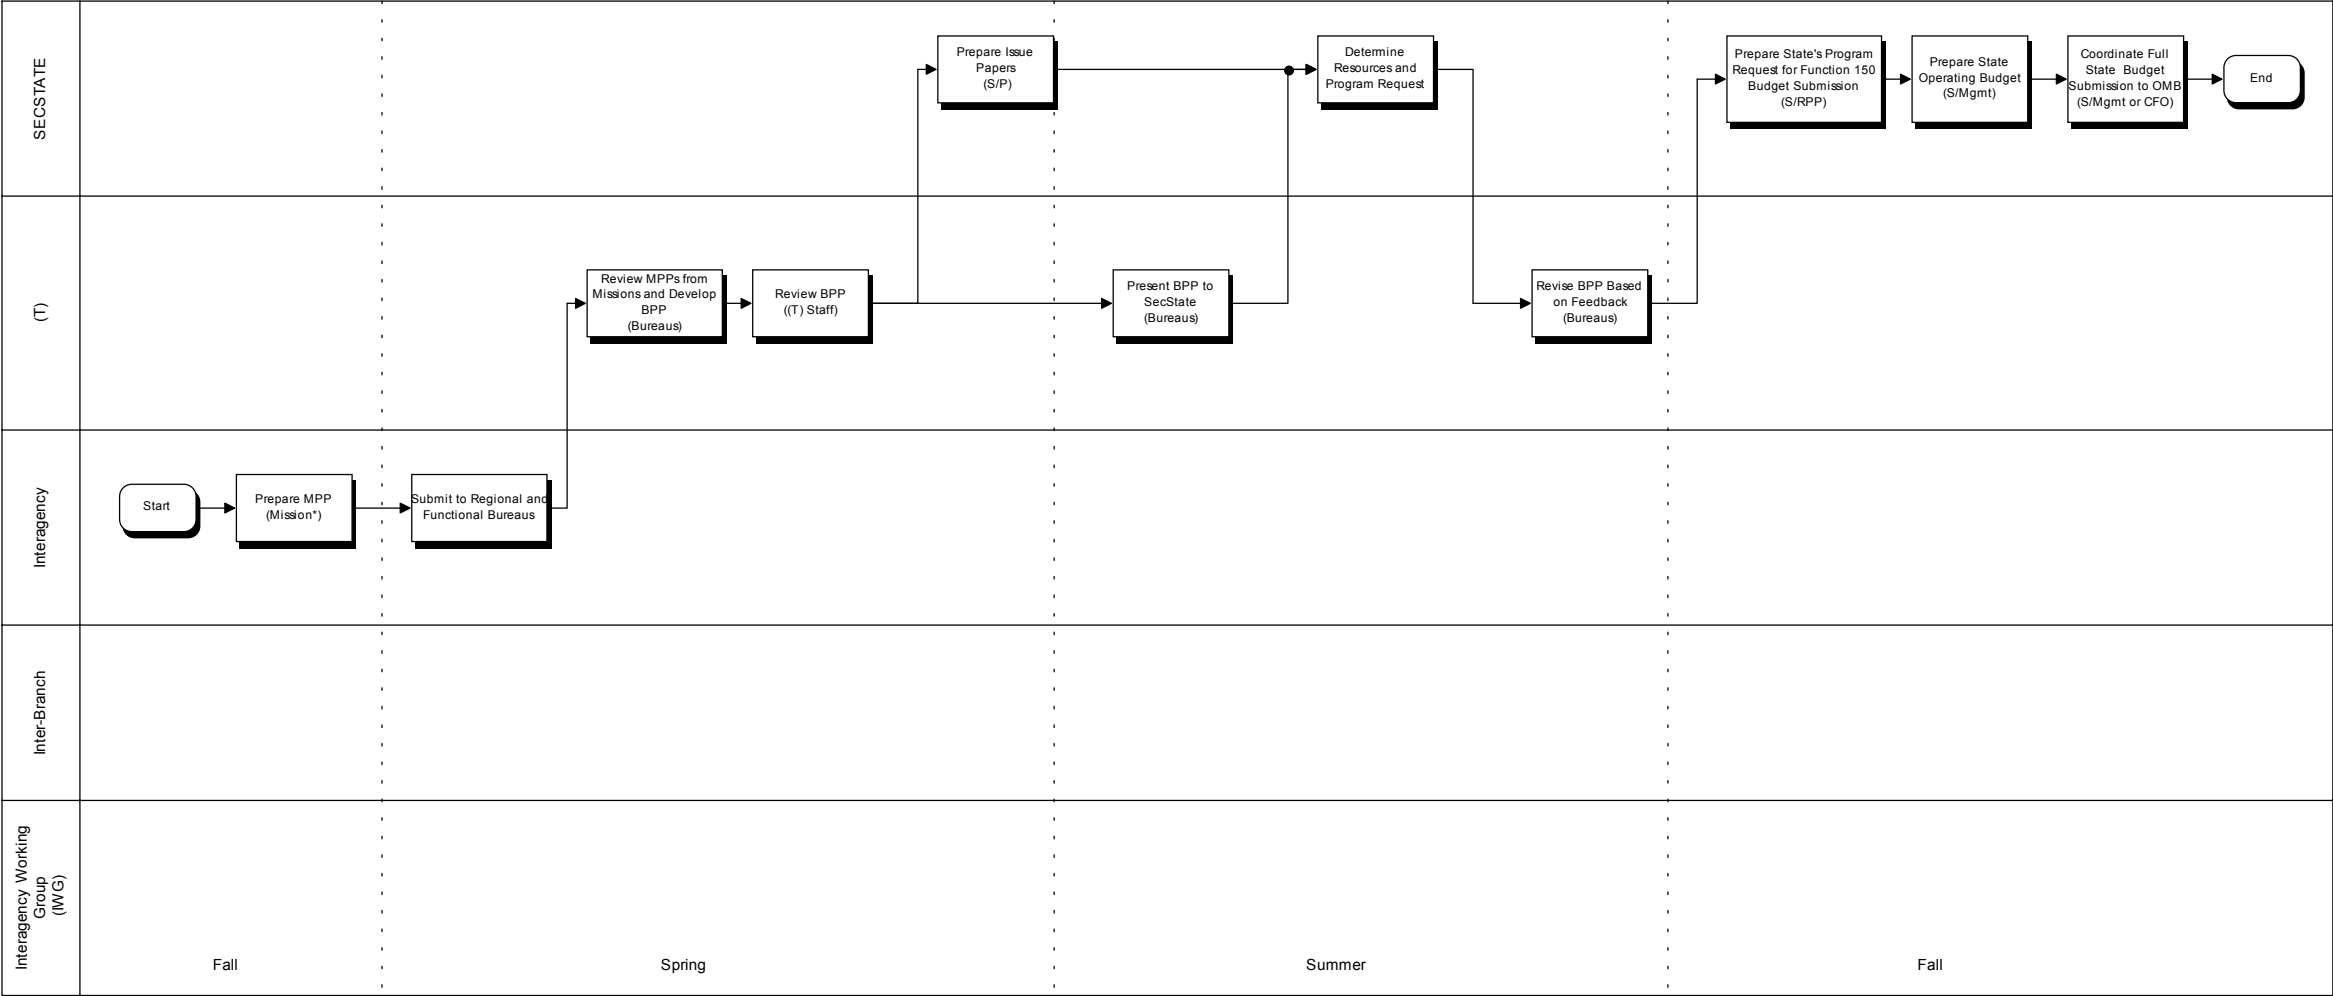 SECSTATE
Prepare Issue
Papers
(S/P)
Determine
Resources and
Program Request
Prepare State's Program
Request for Function 150
Budget Submission
(S/RPP)
Prepare State
Operating Budget
(S/Mgmt)
Coordinate Full
State Budget
Submission to OMB
(S/Mgmt or CFO)
End
(T)
Review MPPs from
Missions and Develop
BPP
(Bureaus)
Review BPP
((T) Staff)
Present BPP to
SecState
(Bureaus)
Revise BPP Based
on Feedback
(Bureaus)
Interagency
Start
Prepare MPP
(Mission*)
Submit to Regional and
Functional Bureaus
Inter-Branch
Interagency Working
Group
(IWG)
Fall
Spring
Summer
Fall